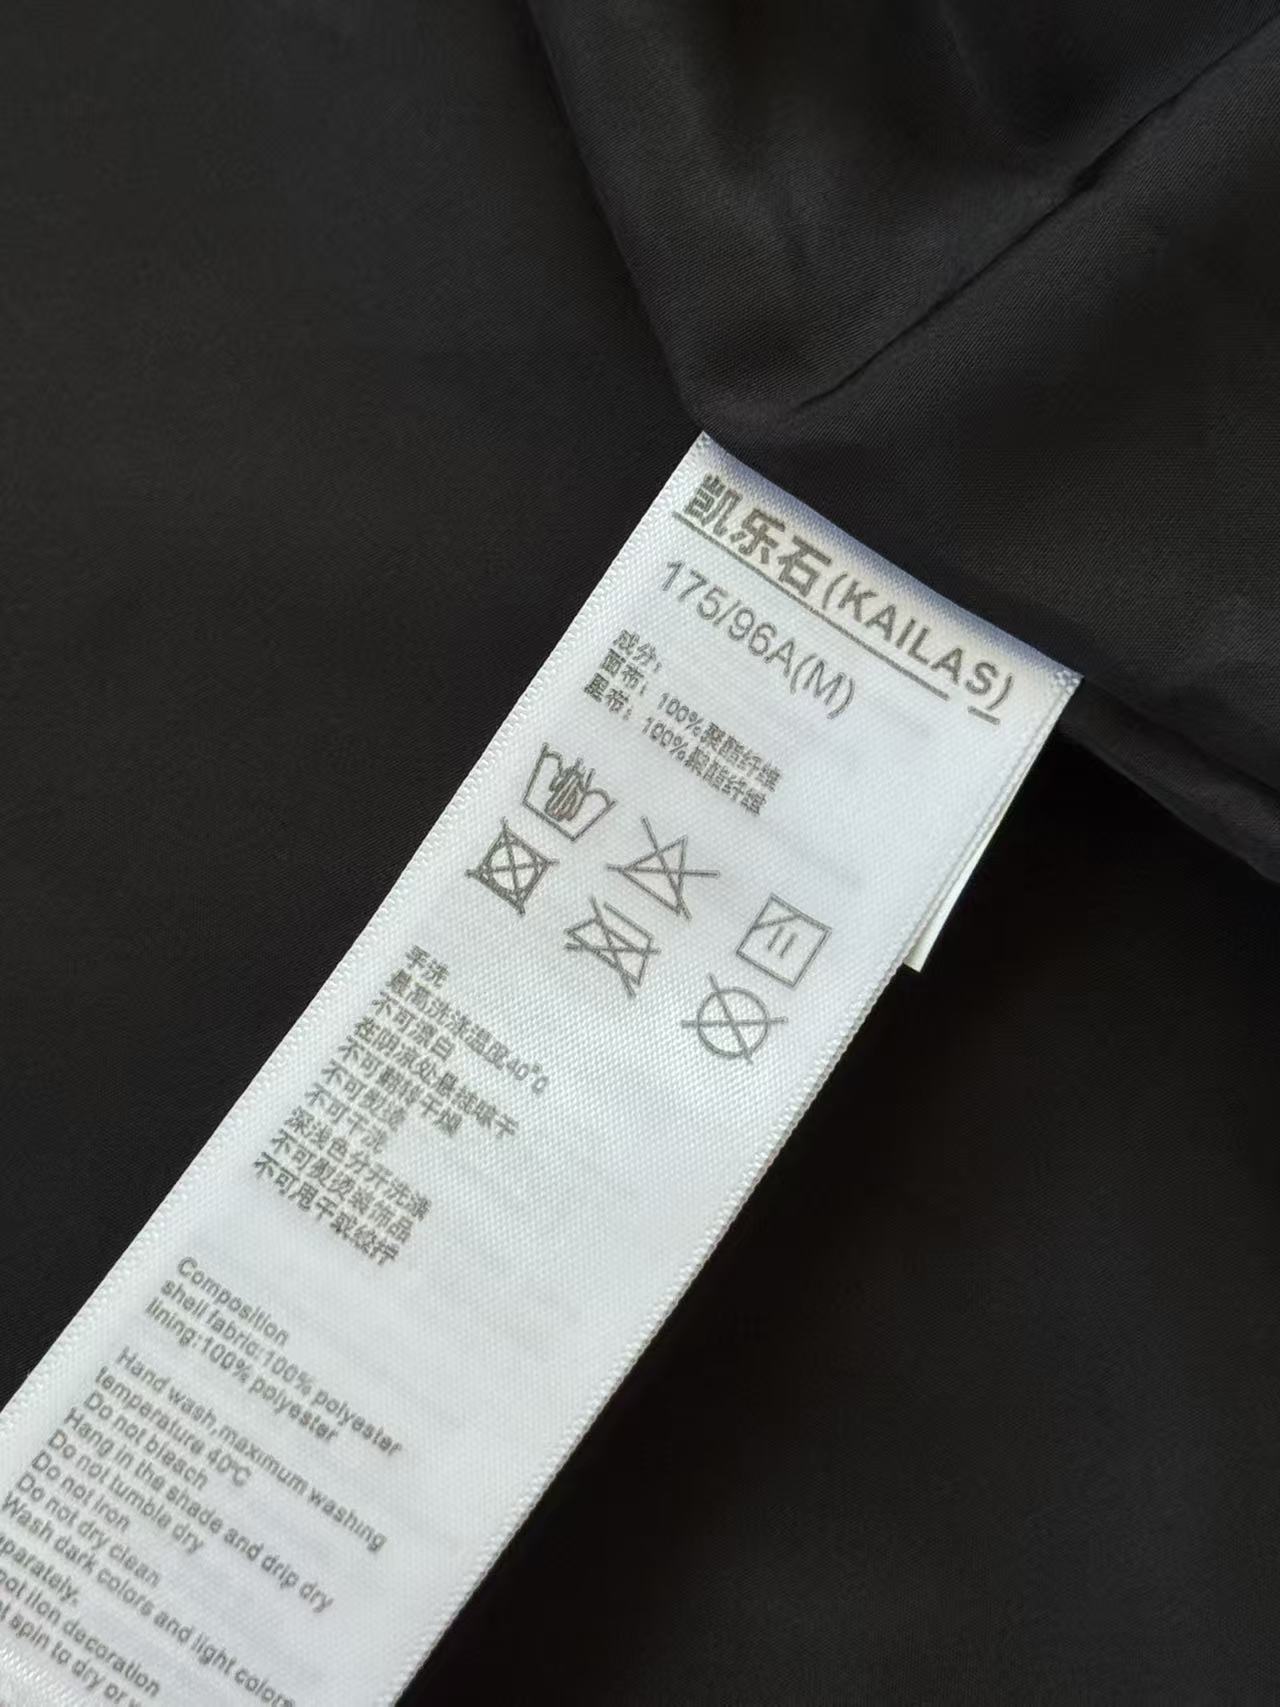 凯乐石(KAILAS)
175/96A(M)
成分：
面布：100%聚酯纤维
里布：100%聚酯纤维
手洗
最高洗涤温度40°C
不可漂白
在阴凉处悬挂晾干
不可翻转干燥
不可熨烫
不可干洗
深浅色分开洗涤
不可熨烫装饰品
不可甩干或绞拧
Composition
shell fabric:100% polyester
lining:100% polyester
Hand wash,maximum washing
temperature 40℃
Do not bleach
Hang in the shade and drip dry
Do not tumble dry
Do not iron
Do not dry clean
Wash dark colors and light colors
parately.
not iIon decoration
spin to dry or